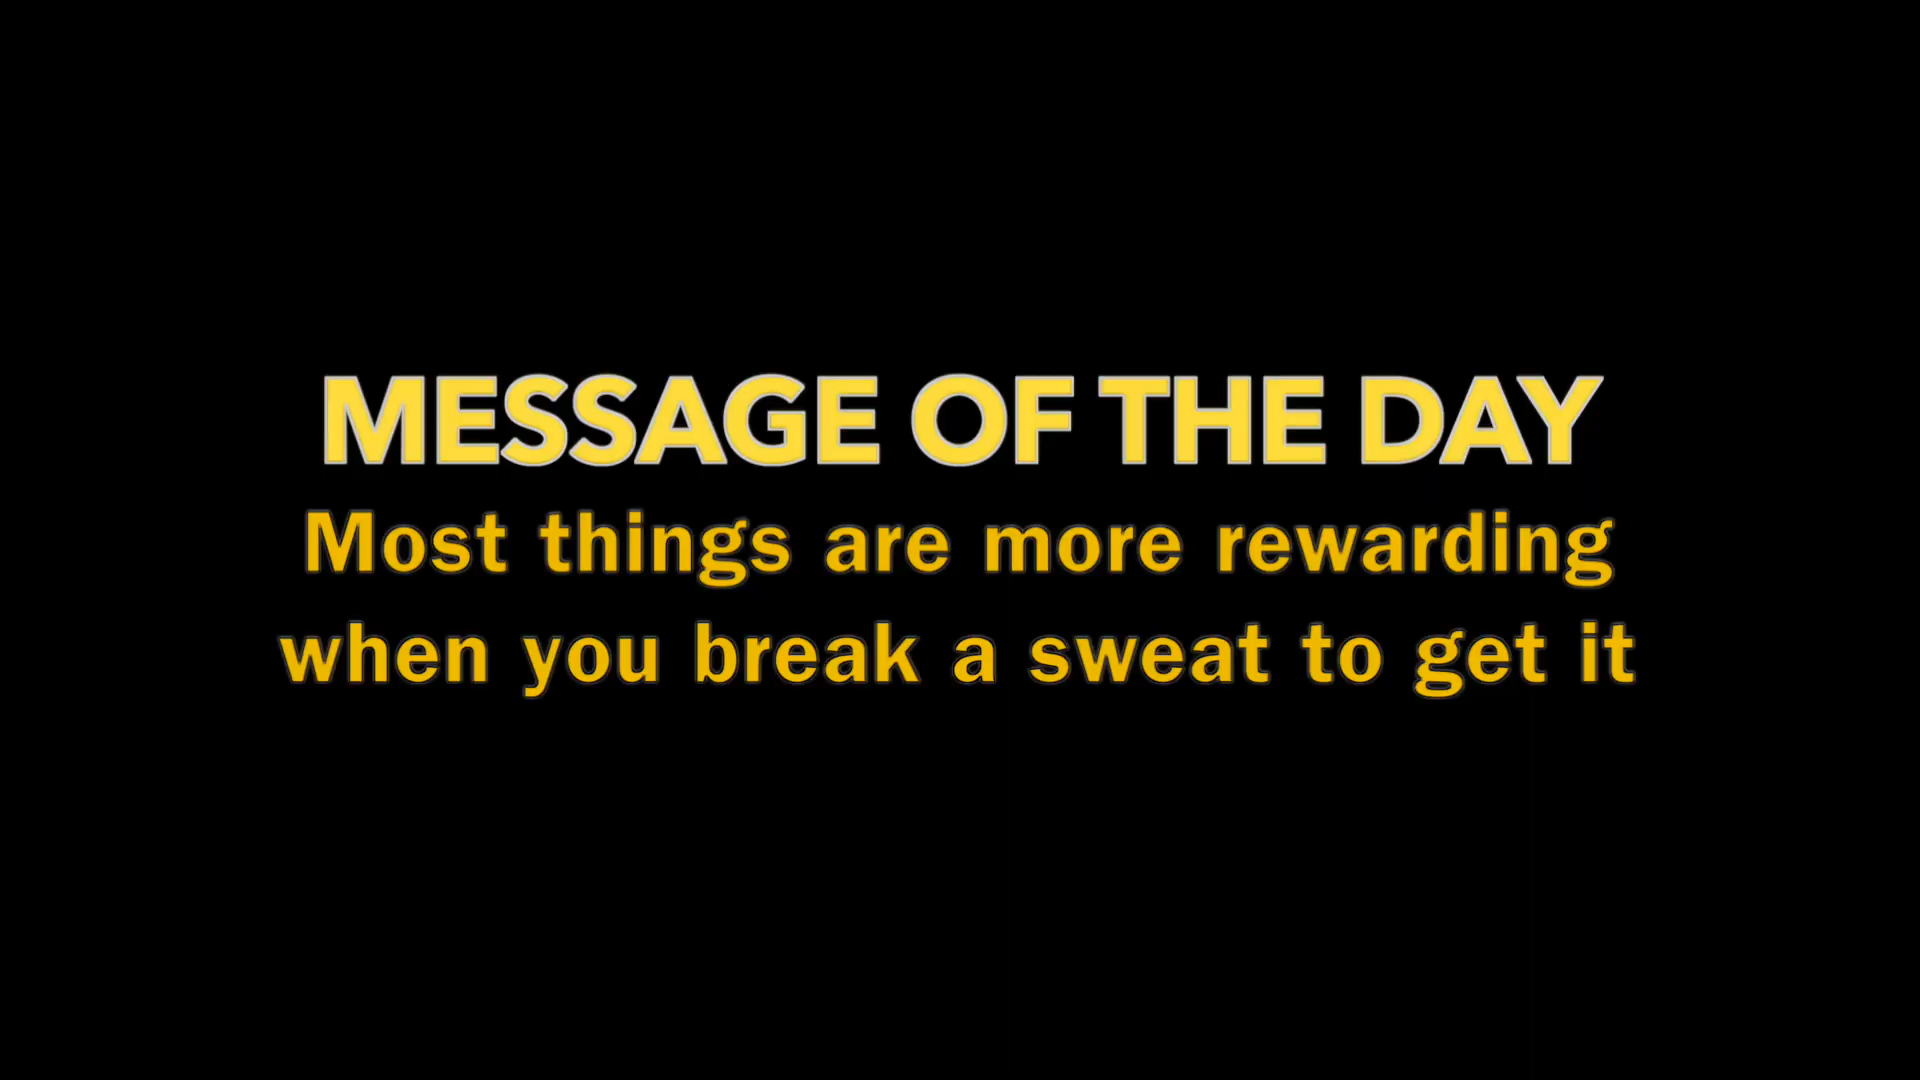 MESSAGE OF THE DAY
Most things are more rewarding
when you break a sweat to get it